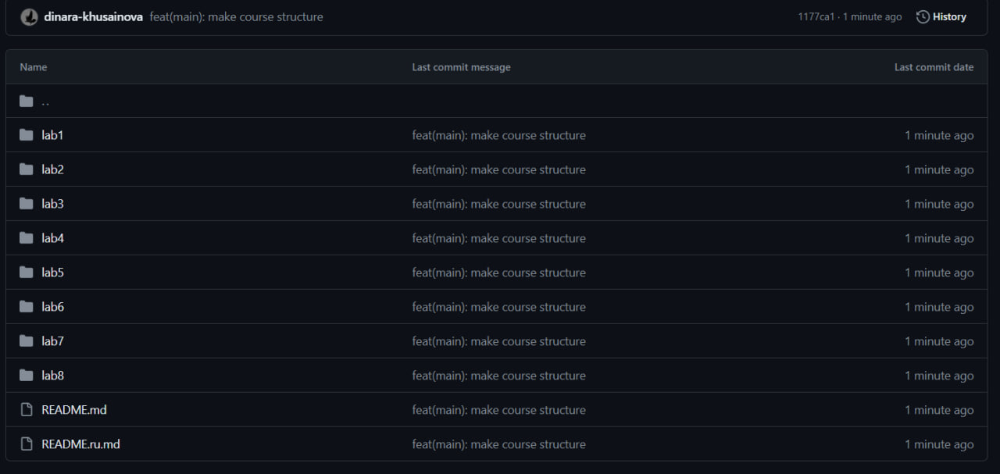 dinara-khusainova feat(main): make course structure 1177ca1 · 1 minute ago History
Name Last commit message Last commit date
..
lab1 feat(main): make course structure 1 minute ago
lab2 feat(main): make course structure 1 minute ago
lab3 feat(main): make course structure 1 minute ago
lab4 feat(main): make course structure 1 minute ago
lab5 feat(main): make course structure 1 minute ago
lab6 feat(main): make course structure 1 minute ago
lab7 feat(main): make course structure 1 minute ago
lab8 feat(main): make course structure 1 minute ago
README.md feat(main): make course structure 1 minute ago
README.ru.md feat(main): make course structure 1 minute ago